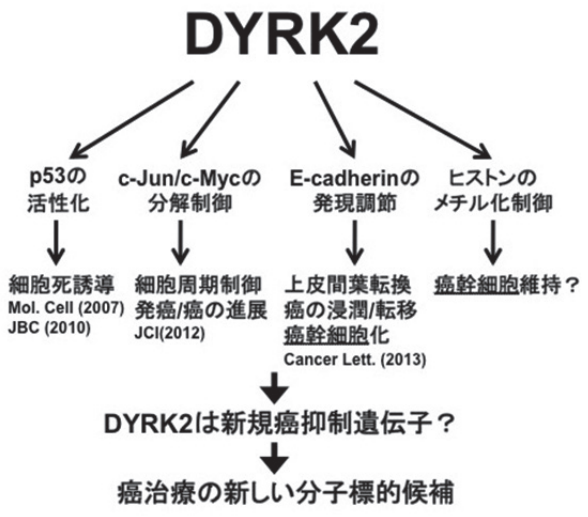 DYRK2
p53の
活性化
c-Jun/c-Mycの
分解制御
E-cadherinの
発現調節
ヒストンの
メチル化制御
細胞死誘導
Mol. Cell (2007)
JBC (2010)
細胞周期制御
発癌/癌の進展
JCI(2012)
上皮間葉転換
癌の浸潤/転移
癌幹細胞化
Cancer Lett. (2013)
癌幹細胞維持？
DYRK2は新規癌抑制遺伝子？
癌治療の新しい分子標的候補